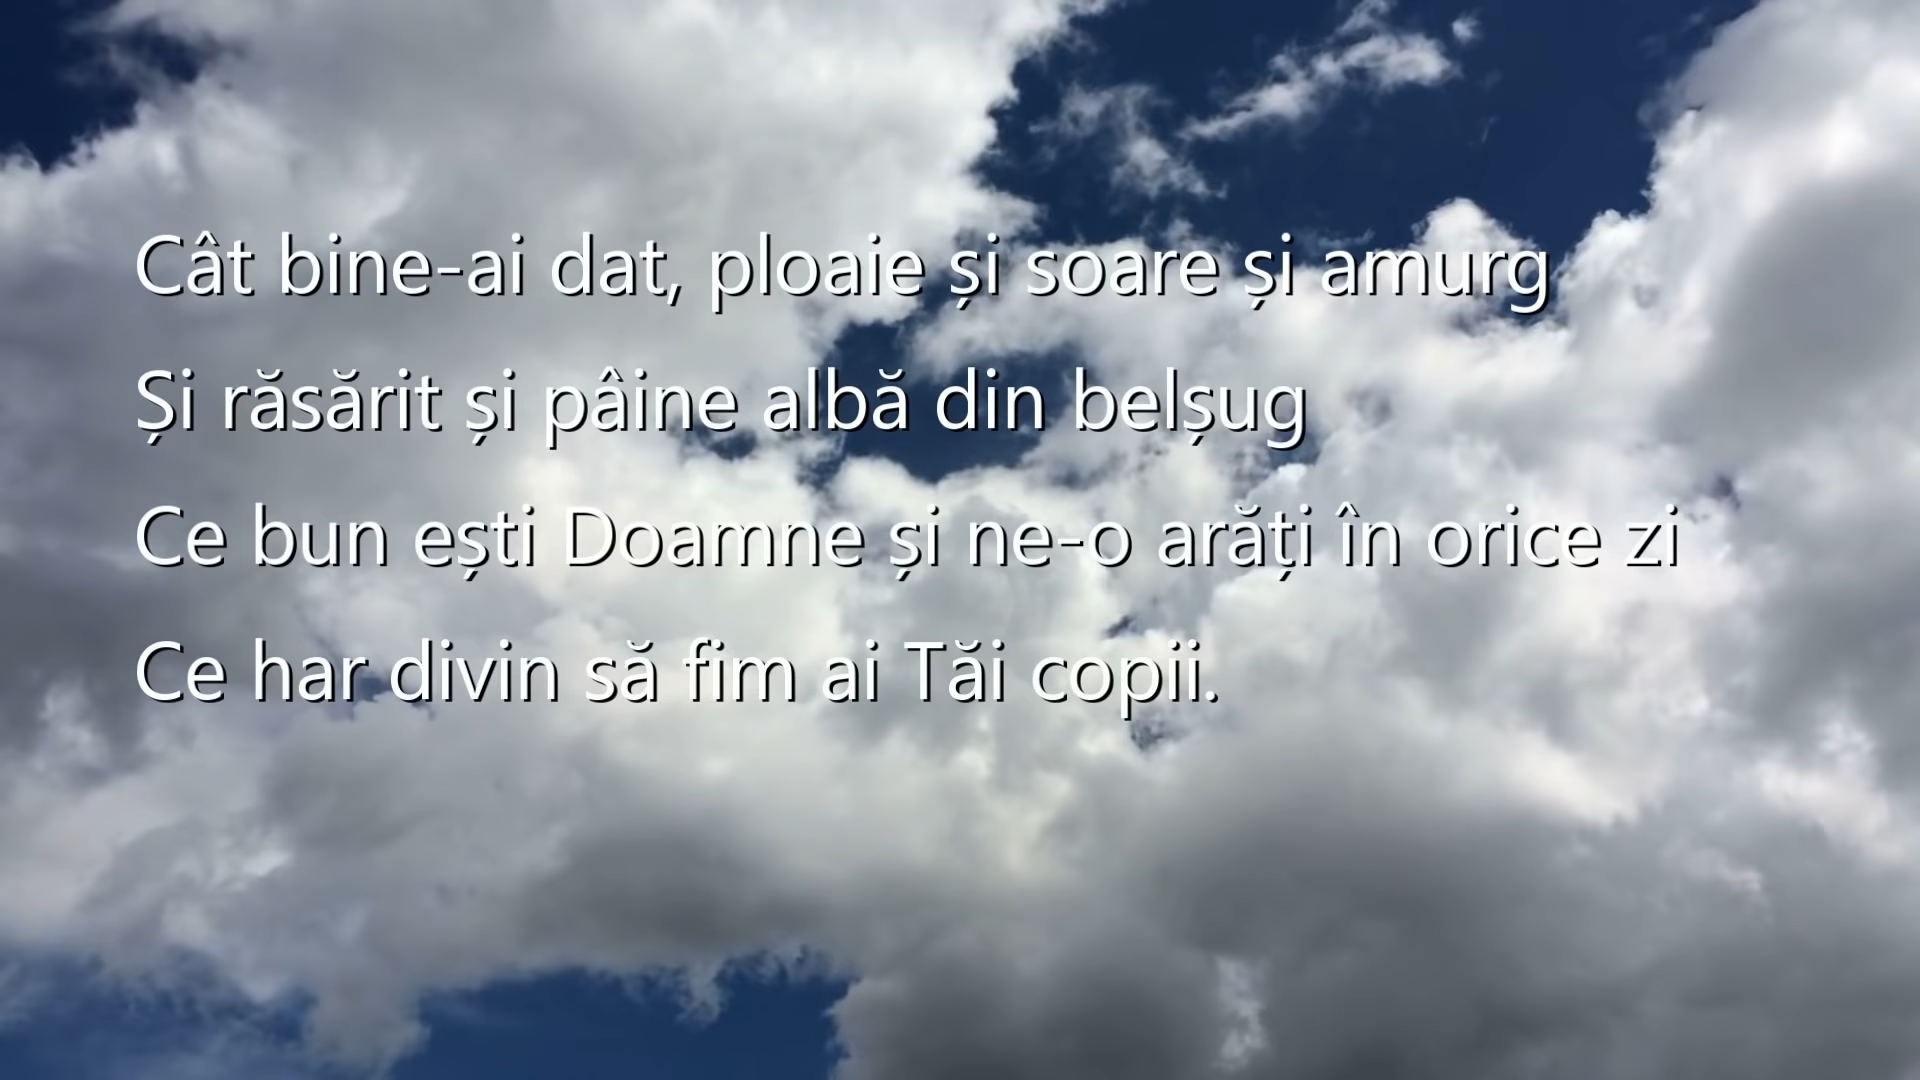 Cât bine-ai dat, ploaie și soare și amurg
Și răsărit și pâine albă din belșug
Ce bun ești Doamne și ne-o arăți în orice zi
Ce har divin să fim ai Tăi copii.